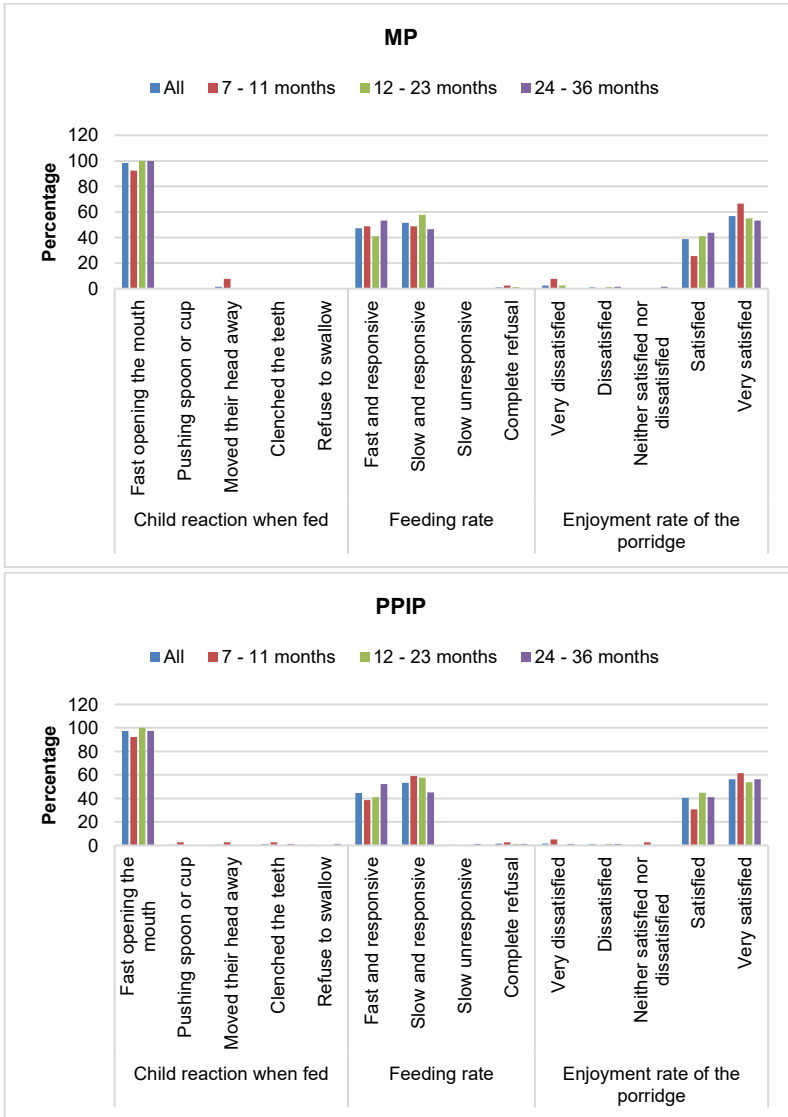 MP
All 7 - 11 months 12 - 23 months 24 - 36 months
Percentage
120
100
80
60
40
20
0
Fast opening the mouth
Pushing spoon or cup
Moved their head away
Clenched the teeth
Refuse to swallow
Fast and responsive
Slow and responsive
Slow unresponsive
Complete refusal
Very dissatisfied
Dissatisfied
Neither satisfied nor
dissatisfied
Satisfied
Very satisfied
Child reaction when fed
Feeding rate
Enjoyment rate of the
porridge
PPIP
All 7 - 11 months 12 - 23 months 24 - 36 months
Percentage
120
100
80
60
40
20
0
Fast opening the
mouth
Pushing spoon or cup
Moved their head away
Clenched the teeth
Refuse to swallow
Fast and responsive
Slow and responsive
Slow unresponsive
Complete refusal
Very dissatisfied
Dissatisfied
Neither satisfied nor
dissatisfied
Satisfied
Very satisfied
Child reaction when fed
Feeding rate
Enjoyment rate of the
porridge